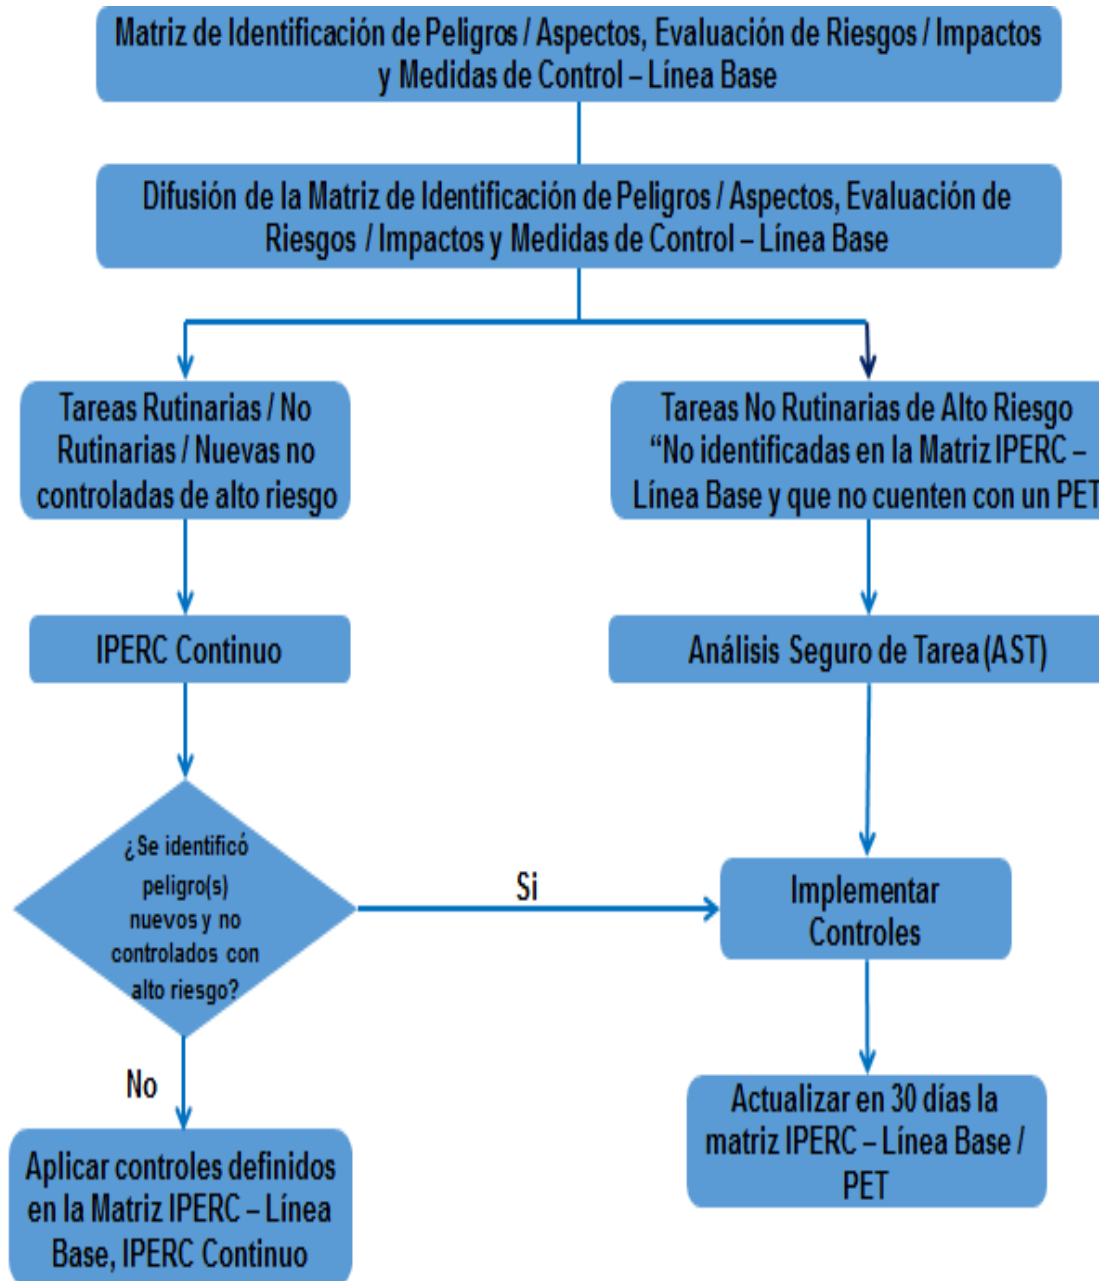 Matriz de Identificación de Peligros / Aspectos, Evaluación de Riesgos / Impactos
y Medidas de Control – Línea Base
Difusión de la Matriz de Identificación de Peligros / Aspectos, Evaluación de
Riesgos / Impactos y Medidas de Control – Línea Base
Tareas Rutinarias / No
Rutinarias / Nuevas no
controladas de alto riesgo
Tareas No Rutinarias de Alto Riesgo
“No identificadas en la Matriz IPERC –
Línea Base y que no cuenten con un PET
IPERC Continuo
Análisis Seguro de Tarea (AST)
¿Se identificó
peligro(s)
nuevos y no
controlados con
alto riesgo?
Si
Implementar
Controles
No
Actualizar en 30 días la
matriz IPERC – Línea Base /
PET
Aplicar controles definidos
en la Matriz IPERC – Línea
Base, IPERC Continuo